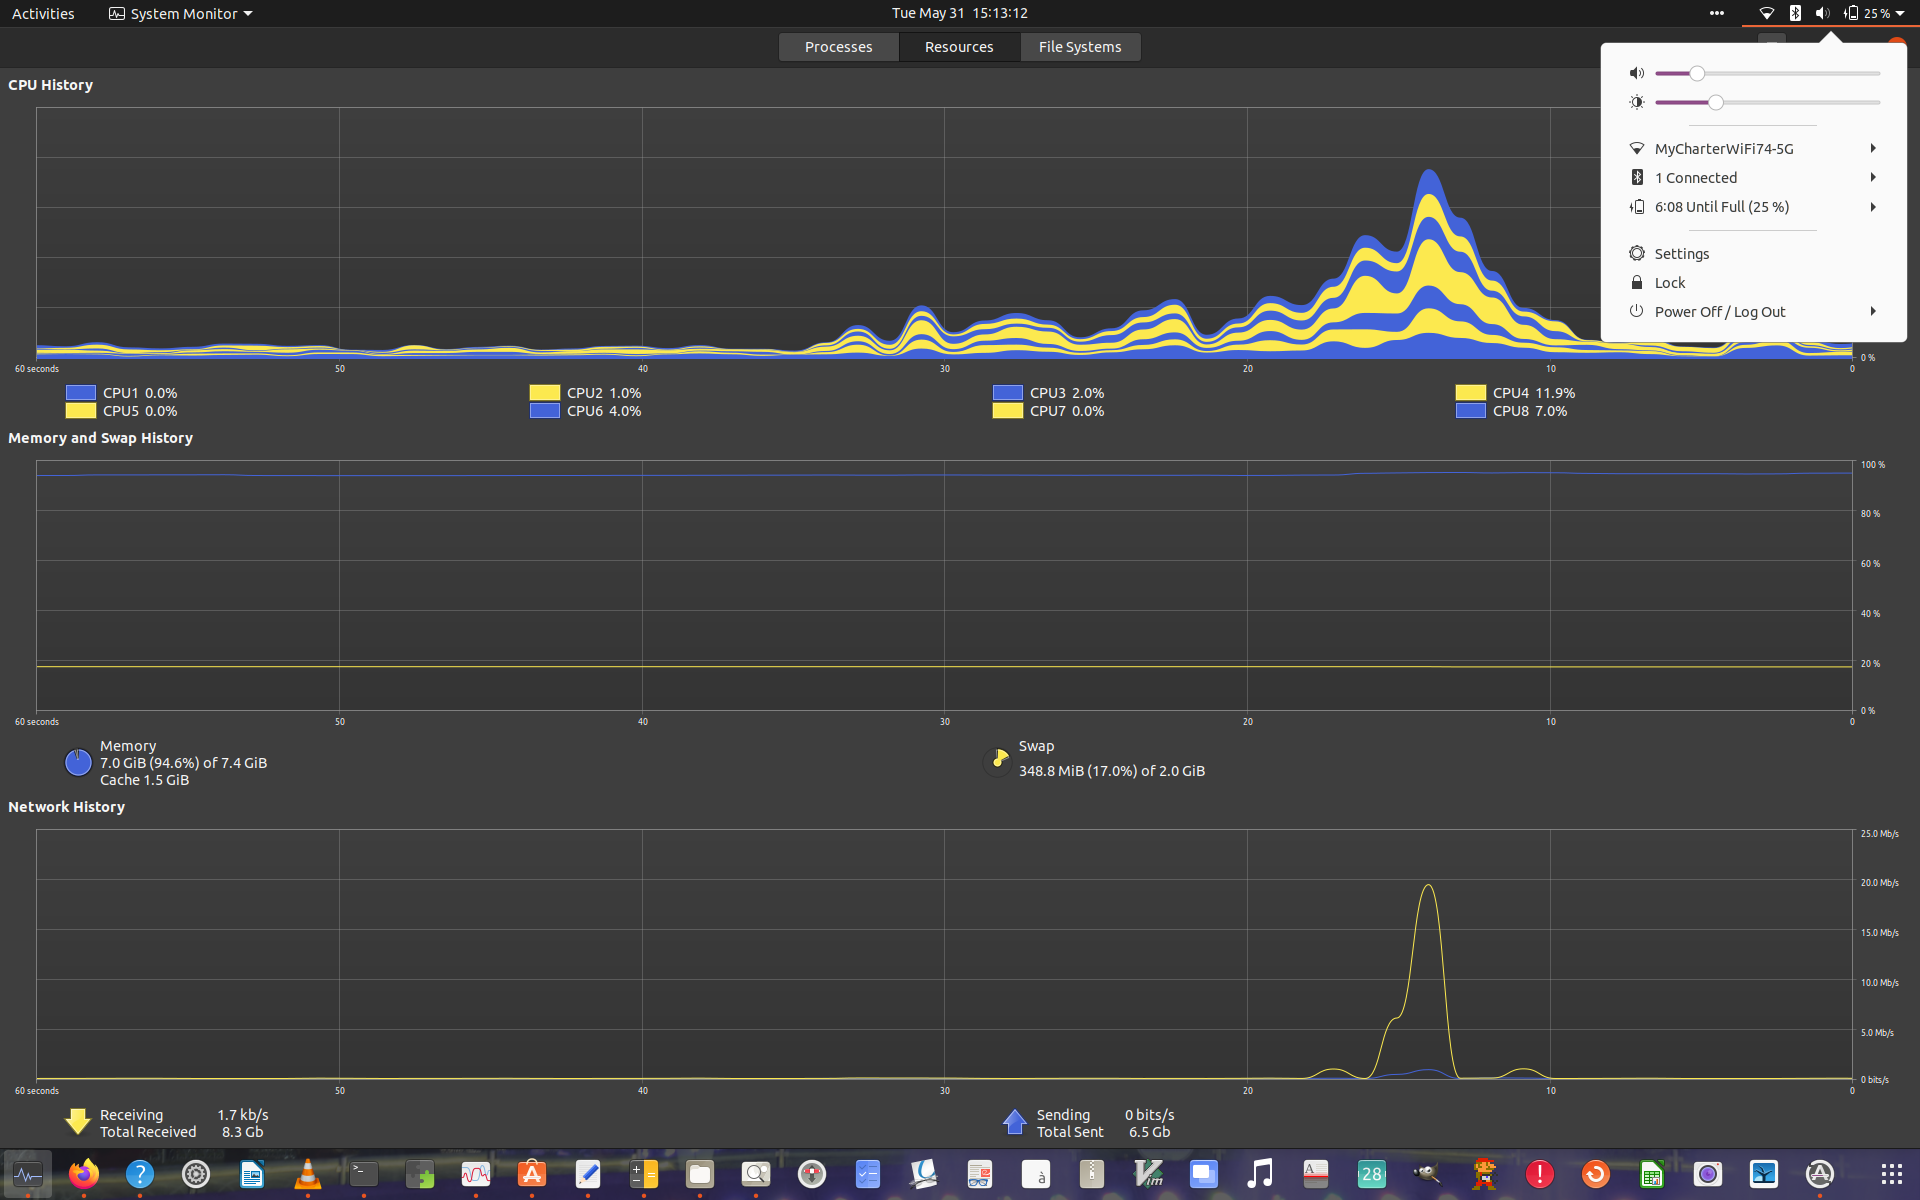 Activities
System Monitor
Tue May 31  15:13:12
25 %
Processes
Resources
File Systems
MyCharterWiFi74-5G
1 Connected
6:08 Until Full (25 %)
Settings
Lock
Power Off / Log Out
CPU History
0 %
60 seconds 50 40 30 20 10 0
CPU1 0.0% CPU2 1.0% CPU3 2.0% CPU4 11.9%
CPU5 0.0% CPU6 4.0% CPU7 0.0% CPU8 7.0%
Memory and Swap History
100 %
80 %
60 %
40 %
20 %
0 %
60 seconds 50 40 30 20 10 0
Memory
7.0 GiB (94.6%) of 7.4 GiB
Cache 1.5 GiB
Swap
348.8 MiB (17.0%) of 2.0 GiB
Network History
25.0 Mb/s
20.0 Mb/s
15.0 Mb/s
10.0 Mb/s
5.0 Mb/s
0 bits/s
60 seconds 50 40 30 20 10 0
Receiving 1.7 kb/s
Total Received 8.3 Gb
Sending 0 bits/s
Total Sent 6.5 Gb
?
>_
à
Vim
A
28
!